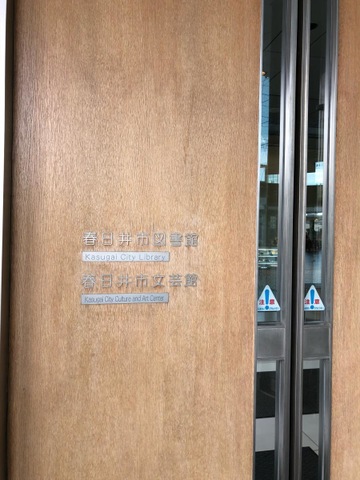 春日井市図書館
Kasugai City Library
春日井市文芸館
Kasugai City Culture and Art Center
注意
注意